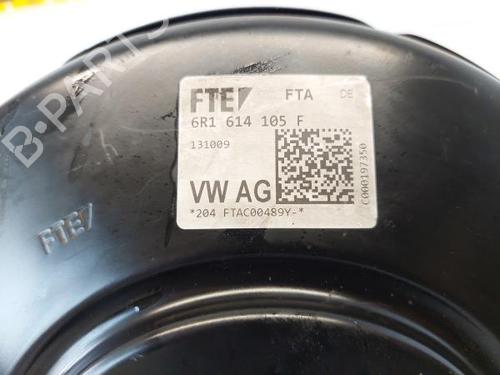 B-PARTS
FTE FTA DE
6R1 614 105 F
131009
VW AG
*204 FTAC00489Y-*
C000197350
FTE